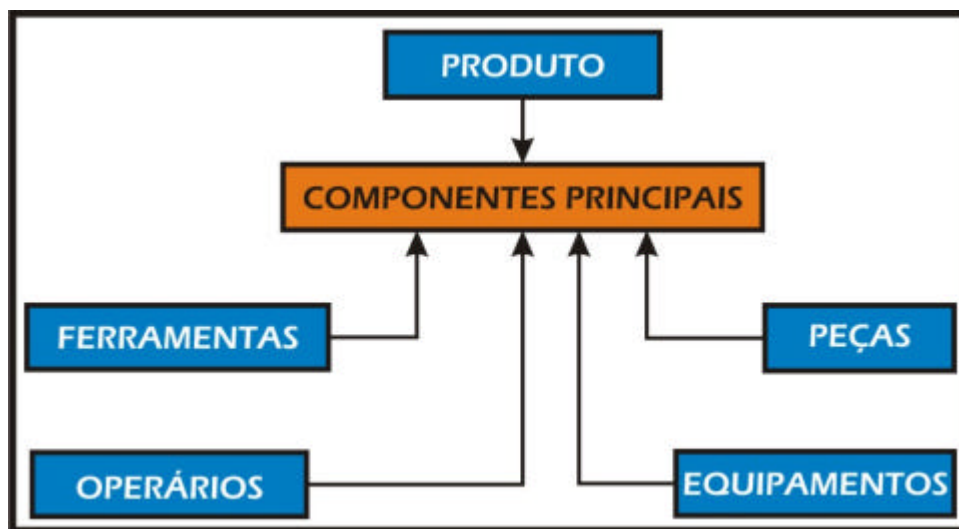 PRODUTO
COMPONENTES PRINCIPAIS
FERRAMENTAS
PEÇAS
OPERÁRIOS
EQUIPAMENTOS